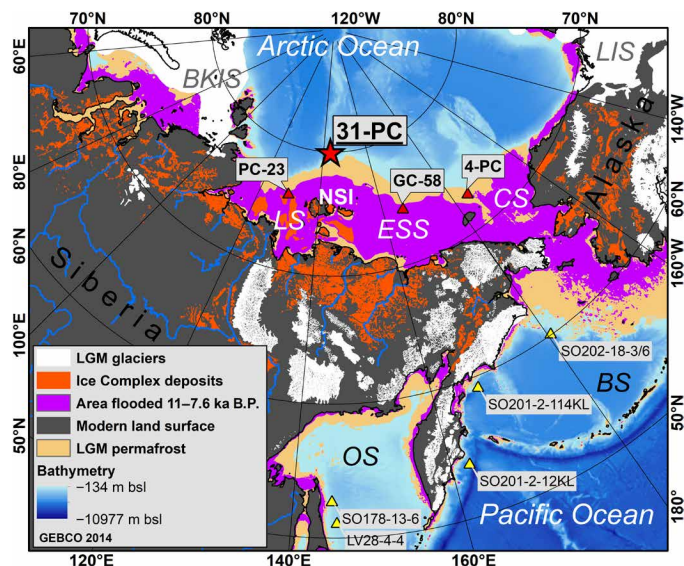 70°N
80°N
120°W
80°N
70°N
60°N
Arctic Ocean
BKIS
LIS
140°W
31-PC
PC-23
4-PC
GC-58
NSI
CS
LS
ESS
Alaska
80°E
60°N
160°W
Siberia
100°E
SO202-18-3/6
BS
SO201-2-114KL
50°N
50°N
OS
SO201-2-12KL
SO178-13-6
LV28-4-4
Pacific Ocean
180°
LGM glaciers
Ice Complex deposits
Area flooded 11–7.6 ka B.P.
Modern land surface
LGM permafrost
Bathymetry
−134 m bsl
−10977 m bsl
GEBCO 2014
120°E
140°E
160°E